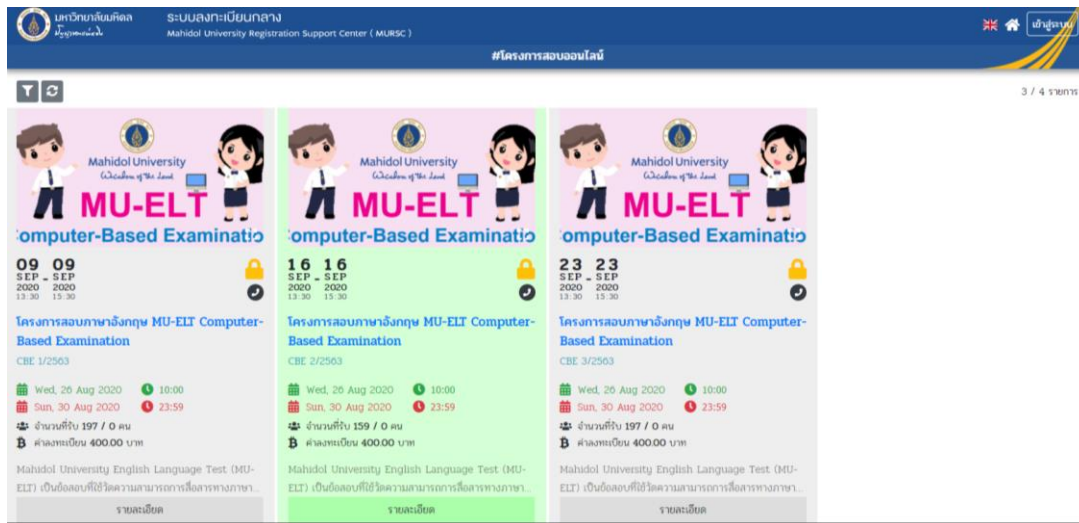 มหาวิทยาลัยมหิดล
ระบบลงทะเบียนกลาง
Mahidol University Registration Support Center ( MURSC )
เข้าสู่ระบบ
#โครงการสอบออนไลน์
3 / 4 รายการ
Mahidol University
Wisdom of the Land
MU-ELT
Computer-Based Examinatio
09 09
SEP - SEP
2020 2020
13:30 15:30
โครงการสอบภาษาอังกฤษ MU-ELT Computer-
Based Examination
CBE 1/2563
Wed, 26 Aug 2020 10:00
Sun, 30 Aug 2020 23:59
จำนวนที่รับ 197 / 0 คน
ค่าลงทะเบียน 400.00 บาท
Mahidol University English Language Test (MU-
ELT) เป็นข้อสอบที่ใช้วัดความสามารถการสื่อสารทางภาษา...
รายละเอียด
Mahidol University
Wisdom of the Land
MU-ELT
Computer-Based Examinatio
16 16
SEP - SEP
2020 2020
13:30 15:30
โครงการสอบภาษาอังกฤษ MU-ELT Computer-
Based Examination
CBE 2/2563
Wed, 26 Aug 2020 10:00
Sun, 30 Aug 2020 23:59
จำนวนที่รับ 159 / 0 คน
ค่าลงทะเบียน 400.00 บาท
Mahidol University English Language Test (MU-
ELT) เป็นข้อสอบที่ใช้วัดความสามารถการสื่อสารทางภาษา...
รายละเอียด
Mahidol University
Wisdom of the Land
MU-ELT
Computer-Based Examinatio
23 23
SEP - SEP
2020 2020
13:30 15:30
โครงการสอบภาษาอังกฤษ MU-ELT Computer-
Based Examination
CBE 3/2563
Wed, 26 Aug 2020 10:00
Sun, 30 Aug 2020 23:59
จำนวนที่รับ 197 / 0 คน
ค่าลงทะเบียน 400.00 บาท
Mahidol University English Language Test (MU-
ELT) เป็นข้อสอบที่ใช้วัดความสามารถการสื่อสารทางภาษา...
รายละเอียด